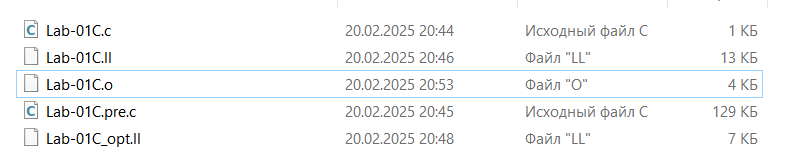 Lab-01C.c 20.02.2025 20:44 Исходный файл C 1 КБ
Lab-01C.ll 20.02.2025 20:46 Файл "LL" 13 КБ
Lab-01C.o 20.02.2025 20:53 Файл "O" 4 КБ
Lab-01C.pre.c 20.02.2025 20:45 Исходный файл C 129 КБ
Lab-01C_opt.ll 20.02.2025 20:48 Файл "LL" 7 КБ